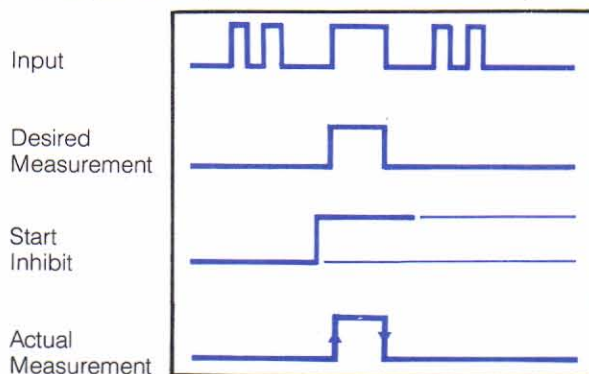 Input
Desired
Measurement
Start
Inhibit
Actual
Measurement